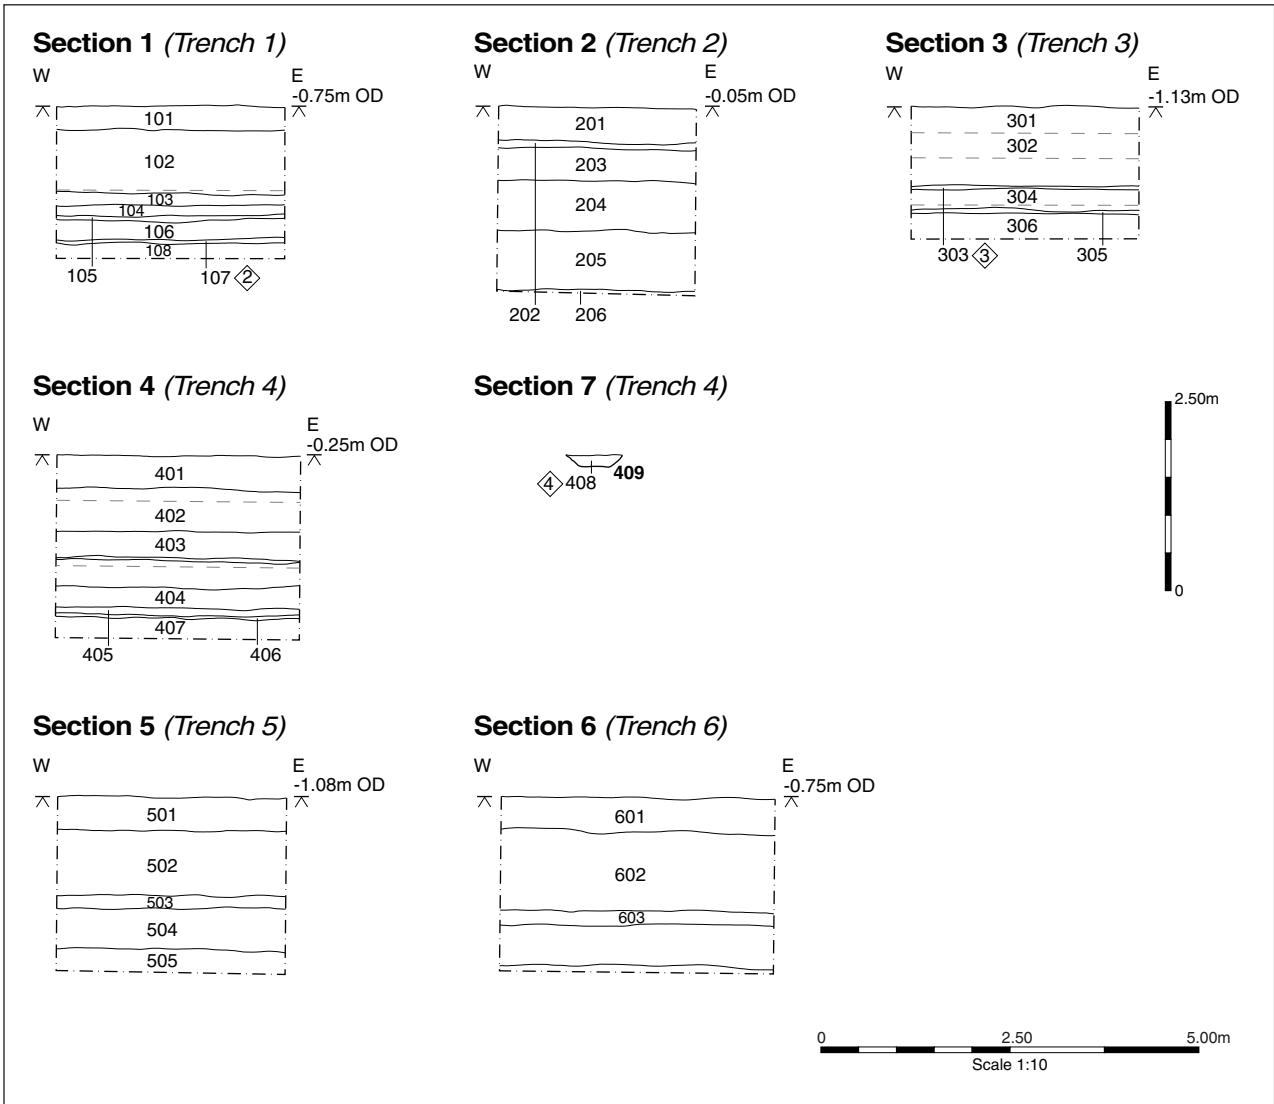 Section 1 (Trench 1)
W
E
-0.75m OD
101
102
103
104
106
108
105
107
2
Section 2 (Trench 2)
W
E
-0.05m OD
201
203
204
205
202
206
Section 3 (Trench 3)
W
E
-1.13m OD
301
302
304
306
303
3
305
Section 4 (Trench 4)
W
E
-0.25m OD
401
402
403
404
407
405
406
Section 7 (Trench 4)
409
4
408
2.50m
0
Section 5 (Trench 5)
W
E
-1.08m OD
501
502
503
504
505
Section 6 (Trench 6)
W
E
-0.75m OD
601
602
603
0
2.50
5.00m
Scale 1:10